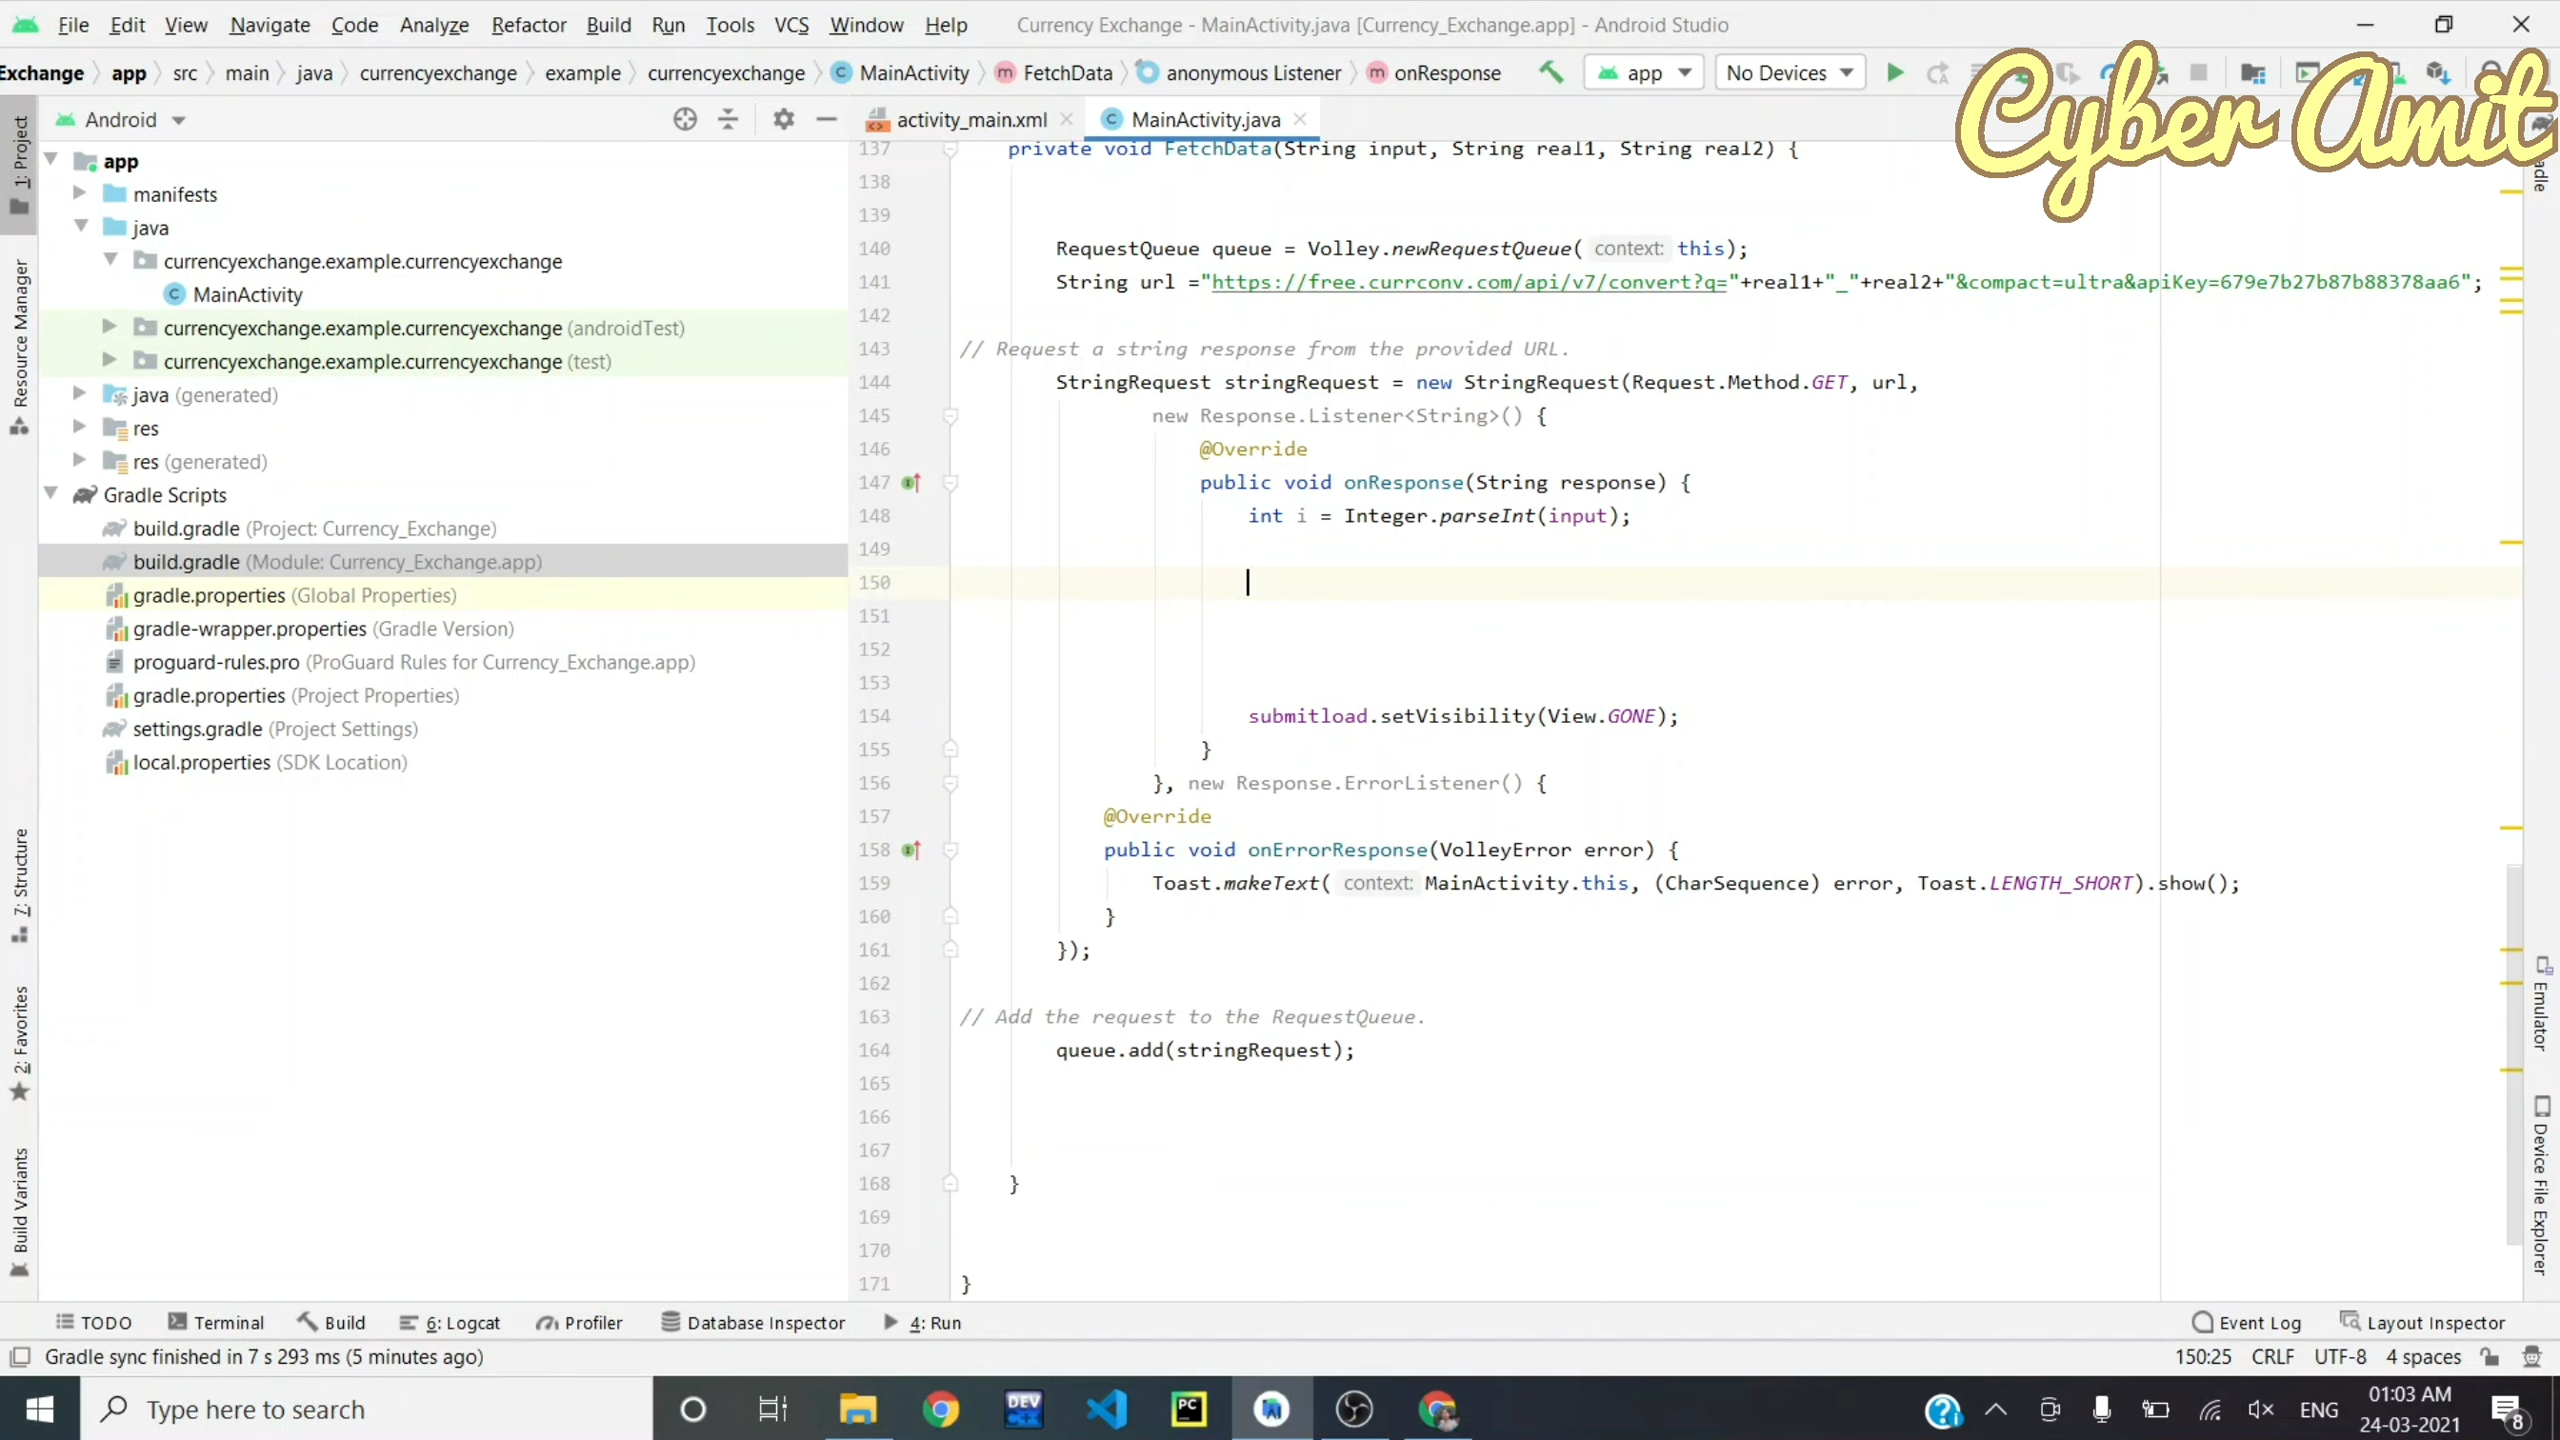 File Edit View Navigate Code Analyze Refactor Build Run Tools VCS Window Help Currency Exchange - MainActivity.java [Currency_Exchange.app] - Android Studio
Exchange app src main java currencyexchange example currencyexchange MainActivity FetchData anonymous Listener onResponse app No Devices
Cyber Amit
Android
activity_main.xml MainActivity.java
app
manifests
java
currencyexchange.example.currencyexchange
MainActivity
currencyexchange.example.currencyexchange (androidTest)
currencyexchange.example.currencyexchange (test)
java (generated)
res
res (generated)
Gradle Scripts
build.gradle (Project: Currency_Exchange)
build.gradle (Module: Currency_Exchange.app)
gradle.properties (Global Properties)
gradle-wrapper.properties (Gradle Version)
proguard-rules.pro (ProGuard Rules for Currency_Exchange.app)
gradle.properties (Project Properties)
settings.gradle (Project Settings)
local.properties (SDK Location)
1: Project
Resource Manager
7: Structure
2: Favorites
Build Variants
137 private void FetchData(String input, String real1, String real2) {
138
139
140 RequestQueue queue = Volley.newRequestQueue( context: this);
141 String url ="https://free.currconv.com/api/v7/convert?q="+real1+"_"+real2+"&compact=ultra&apiKey=679e7b27b87b88378aa6";
142
143 // Request a string response from the provided URL.
144 StringRequest stringRequest = new StringRequest(Request.Method.GET, url,
145 new Response.Listener<String>() {
146 @Override
147 public void onResponse(String response) {
148 int i = Integer.parseInt(input);
149
150
151
152
153
154 submitload.setVisibility(View.GONE);
155 }
156 }, new Response.ErrorListener() {
157 @Override
158 public void onErrorResponse(VolleyError error) {
159 Toast.makeText( context: MainActivity.this, (CharSequence) error, Toast.LENGTH_SHORT).show();
160 }
161 });
162
163 // Add the request to the RequestQueue.
164 queue.add(stringRequest);
165
166
167
168 }
169
170
171 }
adle
Emulator
Device File Explorer
TODO Terminal Build 6: Logcat Profiler Database Inspector 4: Run Event Log Layout Inspector
Gradle sync finished in 7 s 293 ms (5 minutes ago) 150:25 CRLF UTF-8 4 spaces
Type here to search
DEV
PC
ENG
01:03 AM
24-03-2021
8